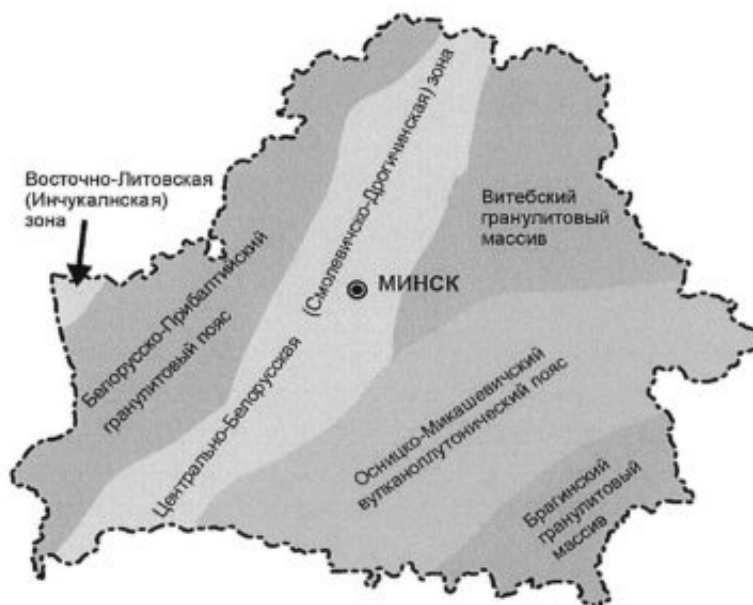 Восточно-Литовская
(Инчукалнская)
зона
Белорусско-Прибалтийский
гранулитовый пояс
Центрально-Белорусская (Смолевичско-Дрогичинская) зона
Витебский
гранулитовый
массив
МИНСК
Осницко-Микашевичский
вулканоплутонический пояс
Брагинский
гранулитовый
массив